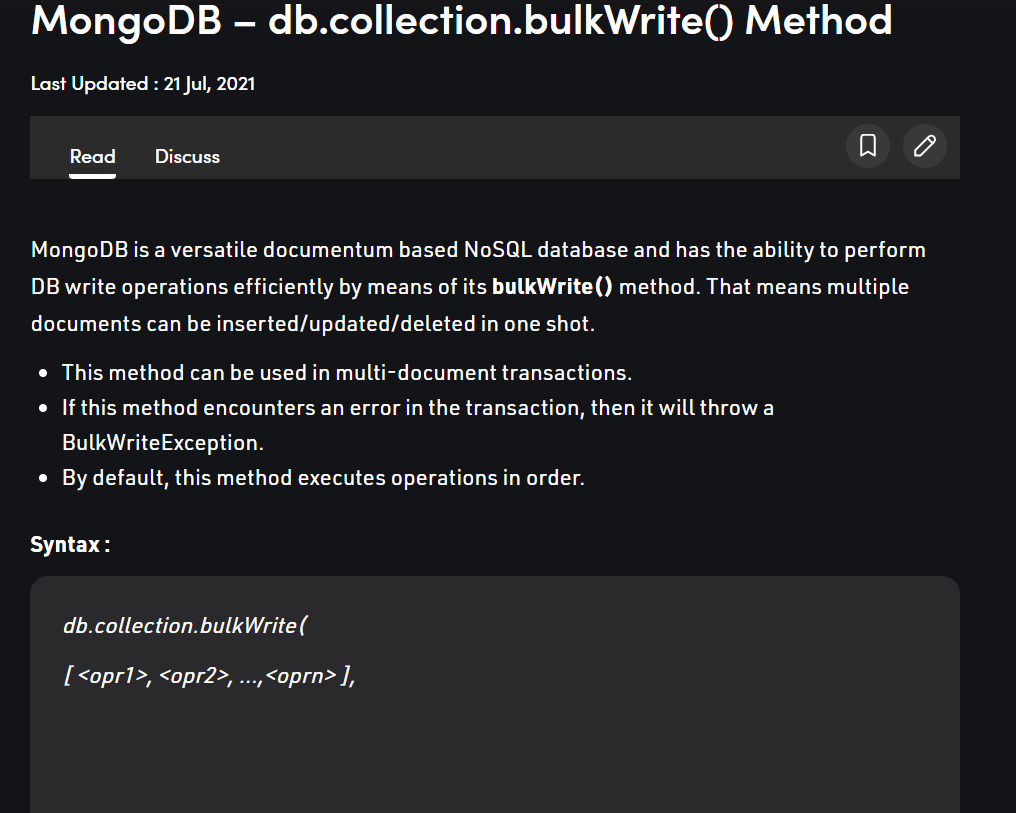 MongoDB – db.collection.bulkWrite() Method
Last Updated : 21 Jul, 2021
Read Discuss
MongoDB is a versatile documentum based NoSQL database and has the ability to perform
DB write operations efficiently by means of its bulkWrite() method. That means multiple
documents can be inserted/updated/deleted in one shot.
• This method can be used in multi-document transactions.
• If this method encounters an error in the transaction, then it will throw a
BulkWriteException.
• By default, this method executes operations in order.
Syntax :
db.collection.bulkWrite(
[ <opr1>, <opr2>, ...,<oprn> ],